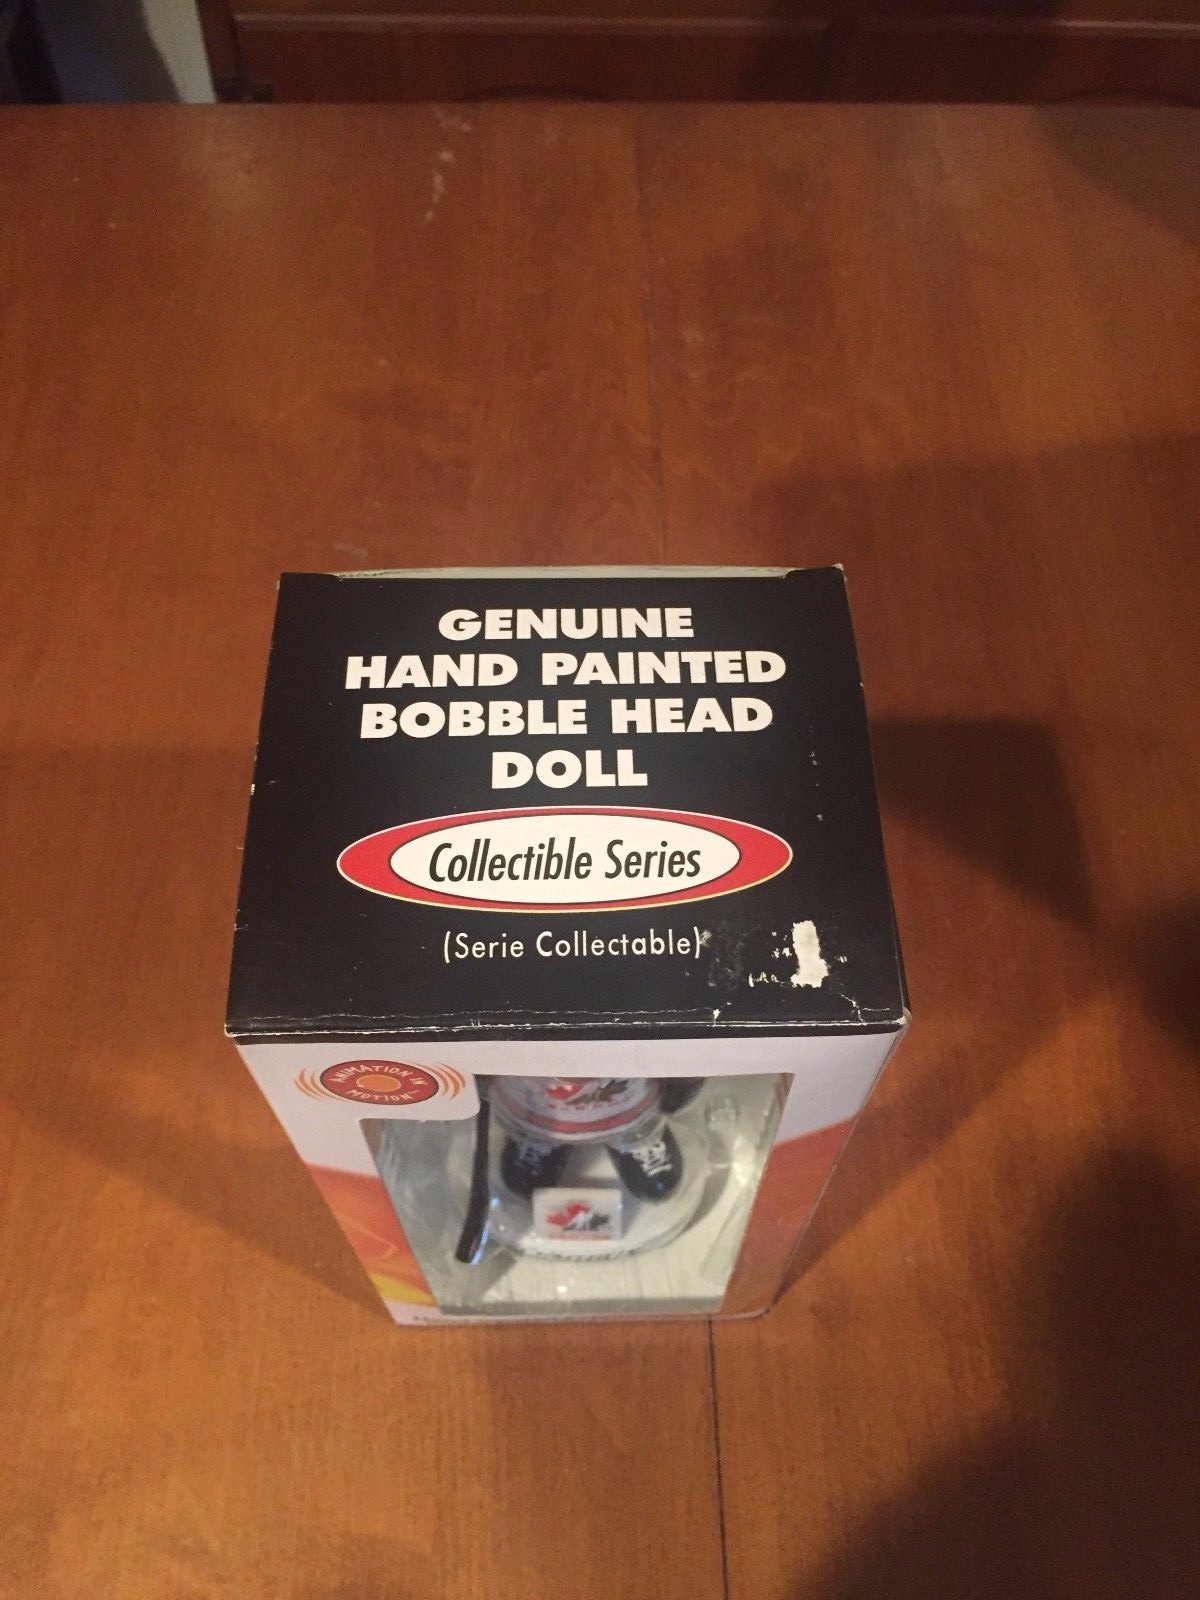 GENUINE
HAND PAINTED
BOBBLE HEAD
DOLL
Collectible Series
(Serie Collectable)
ANIMATION IN
MOTION